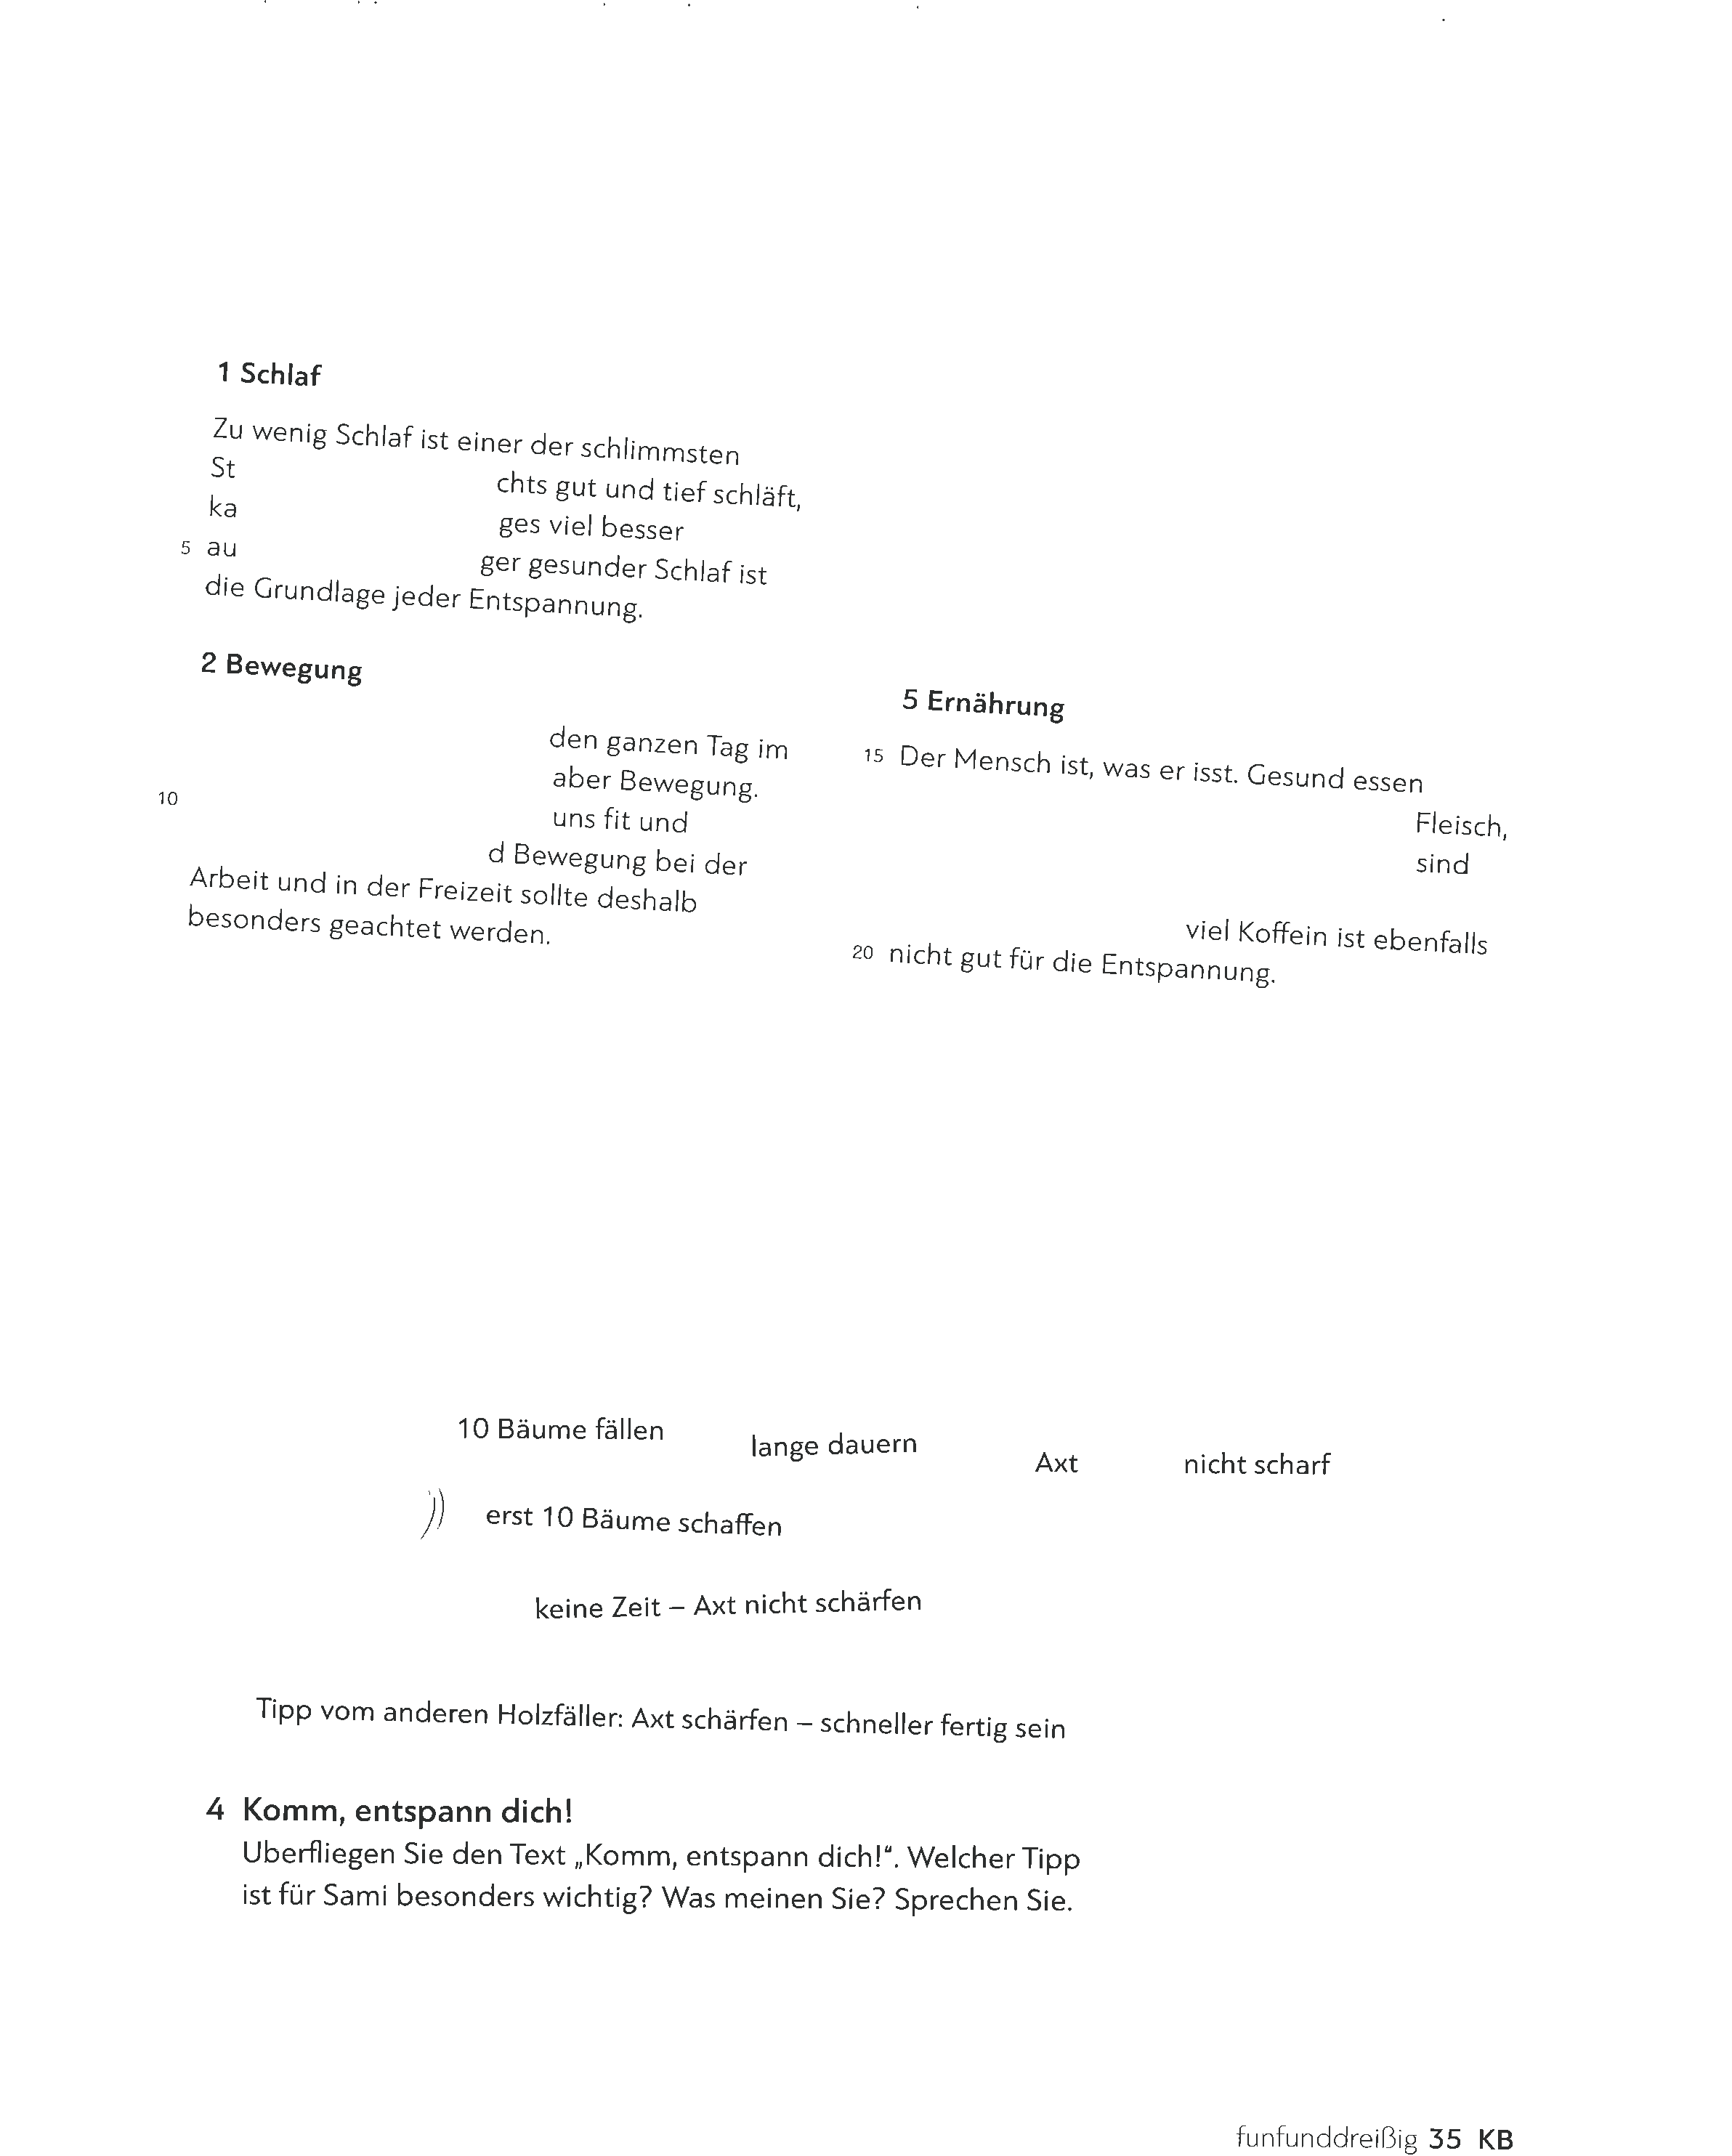 1 Schlaf
Zu wenig Schlaf ist einer der schlimmsten
St chts gut und tief schläft,
ka ges viel besser
5 au ger gesunder Schlaf ist
die Grundlage jeder Entspannung.
2 Bewegung
den ganzen Tag im
aber Bewegung.
10 uns fit und
d Bewegung bei der
Arbeit und in der Freizeit sollte deshalb
besonders geachtet werden.
5 Ernährung
15 Der Mensch ist, was er isst. Gesund essen
Fleisch,
sind
viel Koffein ist ebenfalls
20 nicht gut für die Entspannung.
10 Bäume fällen
lange dauern
Axt
nicht scharf
erst 10 Bäume schaffen
keine Zeit – Axt nicht schärfen
Tipp vom anderen Holzfäller: Axt schärfen – schneller fertig sein
4 Komm, entspann dich!
Uberfliegen Sie den Text „Komm, entspann dich!“. Welcher Tipp
ist für Sami besonders wichtig? Was meinen Sie? Sprechen Sie.
funfunddreißig 35 KB